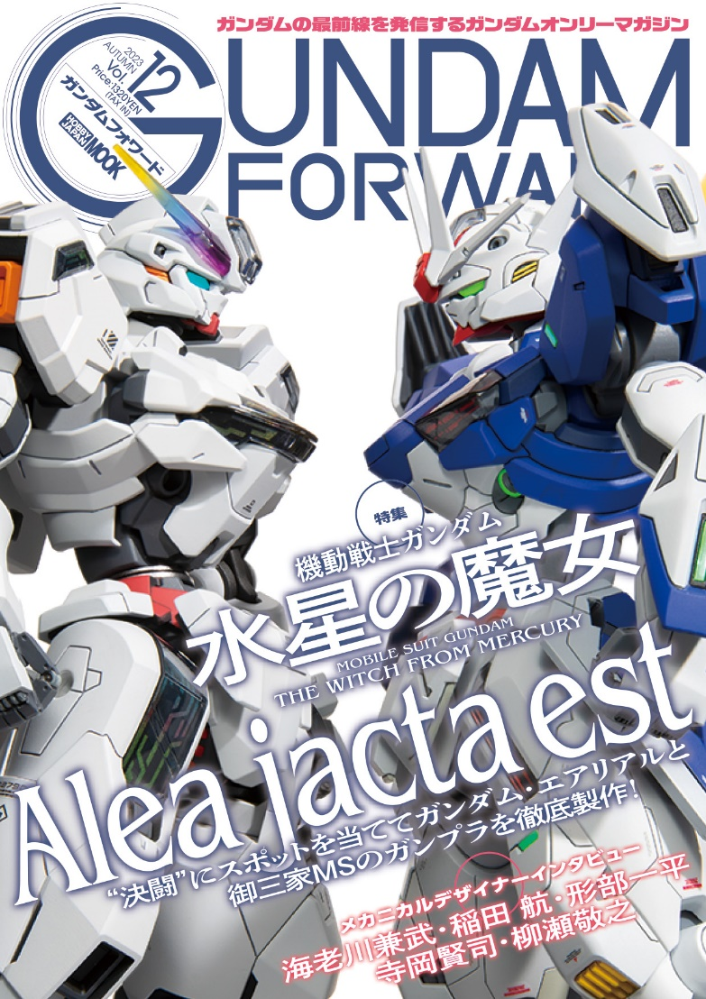 ガンダムの最前線を発信するガンダムオンリーマガジン
GUNDAM
FORWAR
2023
AUTUMN
Vol. 12
Price:1320YEN
(TAX IN)
ガンダムフォワード
HOBBY
JAPAN
MOOK
特集
機動戦士ガンダム
水星の魔女
MOBILE SUIT GUNDAM
THE WITCH FROM MERCURY
Alea jacta est
“決闘”にスポットを当ててガンダム・エアリアルと
御三家MSのガンプラを徹底製作!
メカニカルデザイナーインタビュー
海老川兼武・稲田 航・形部一平
寺岡賢司・柳瀬敬之